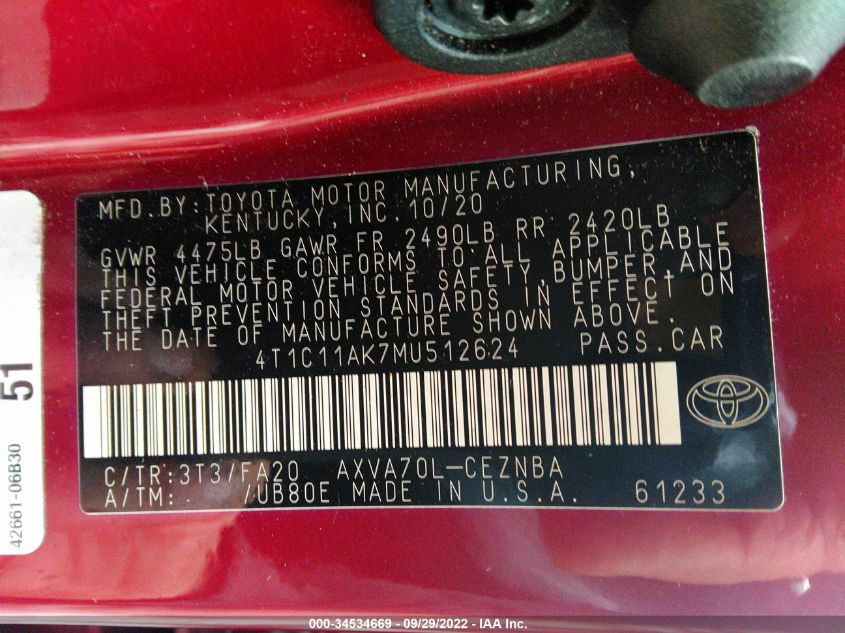 MFD.BY:TOYOTA MOTOR MANUFACTURING,
KENTUCKY,INC.10/20
GVWR 4475LB GAWR FR 2490LB RR 2420LB
THIS VEHICLE CONFORMS TO ALL APPLICABLE
FEDERAL MOTOR VEHICLE SAFETY,BUMPER,AND
THEFT PREVENTION STANDARDS IN EFFECT ON
THE DATE OF MANUFACTURE SHOWN ABOVE.
4T1C11AK7MU512624 PASS.CAR
C/TR:3T3/FA20 AXVA70L-CEZNBA
A/TM: /UB80E MADE IN U.S.A. 61233
51
42661-06B30
000-34534669 - 09/29/2022 - IAA Inc.